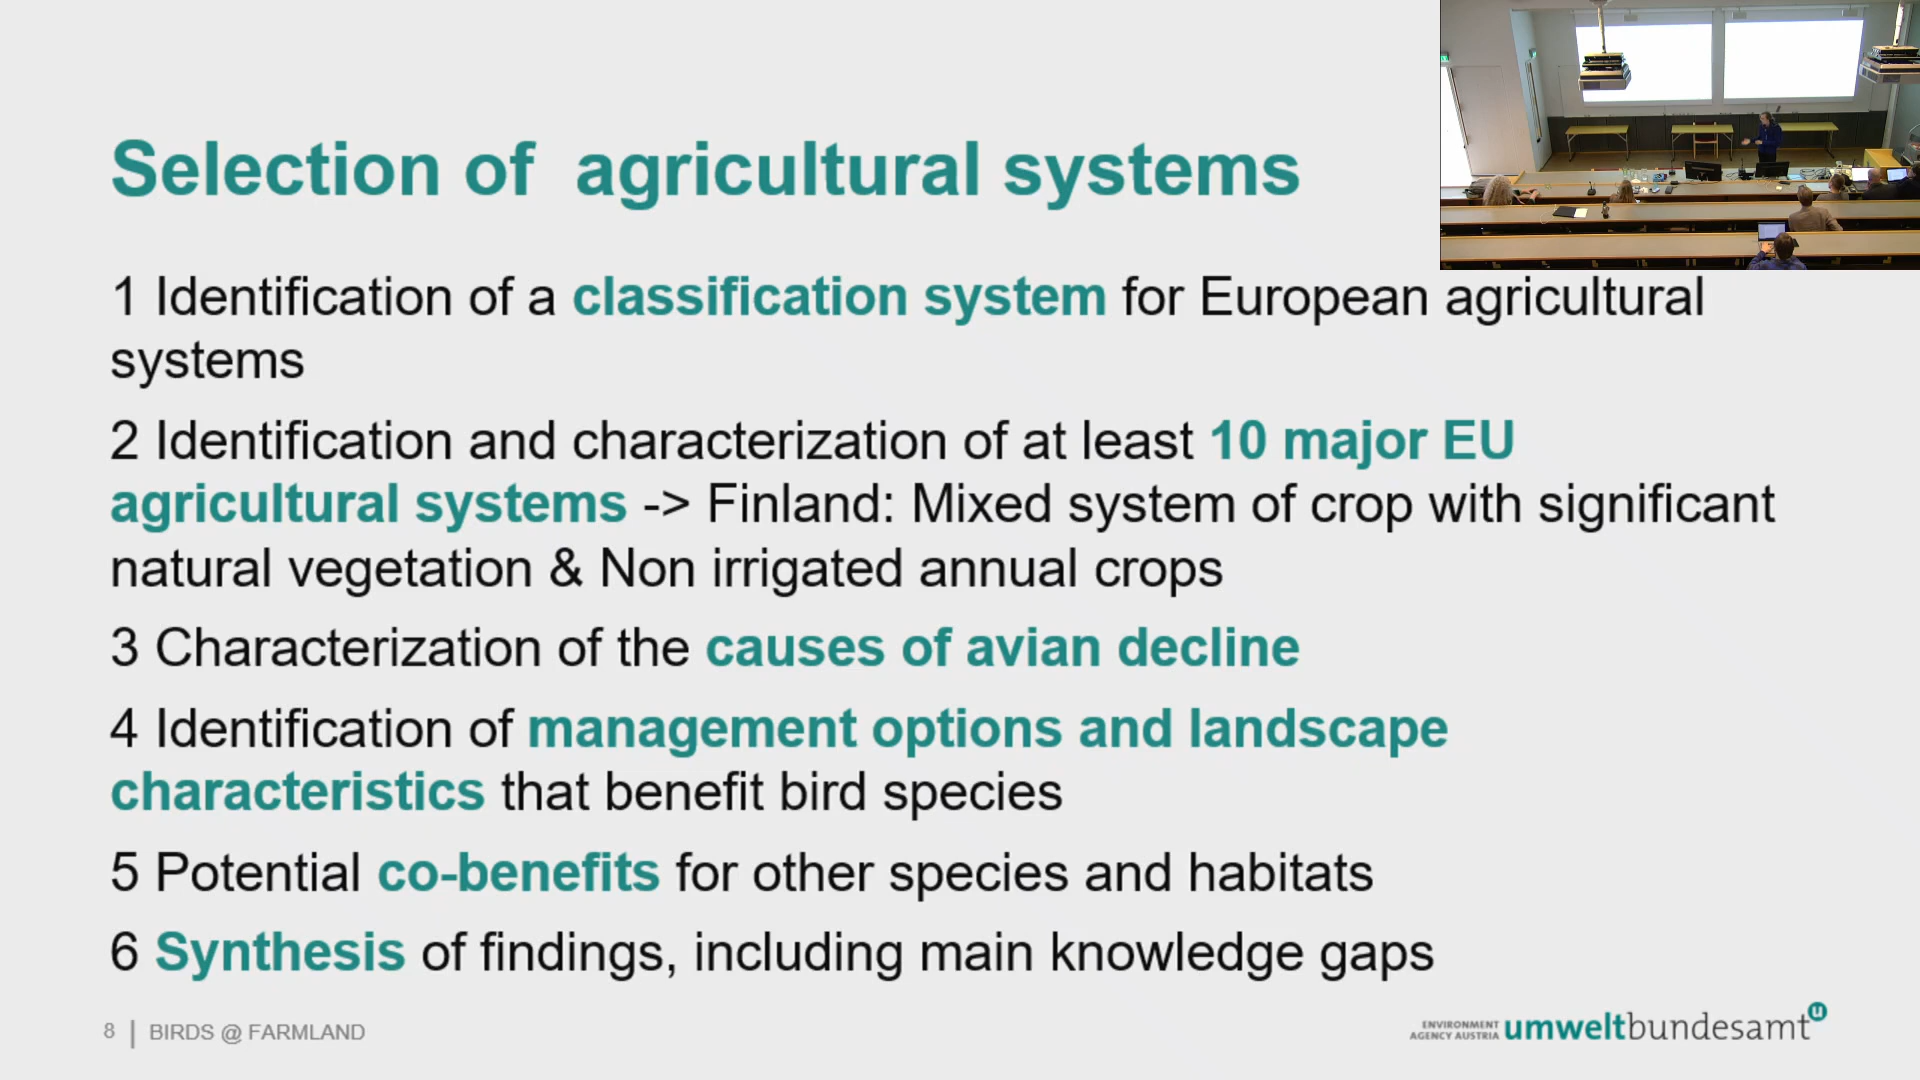 Selection of  agricultural systems
1 Identification of a classification system for European agricultural
systems
2 Identification and characterization of at least 10 major EU
agricultural systems -> Finland: Mixed system of crop with significant
natural vegetation & Non irrigated annual crops
3 Characterization of the causes of avian decline
4 Identification of management options and landscape
characteristics that benefit bird species
5 Potential co-benefits for other species and habitats
6 Synthesis of findings, including main knowledge gaps
8 | BIRDS @ FARMLAND
ENVIRONMENT
AGENCY AUSTRIA umweltbundesamt U